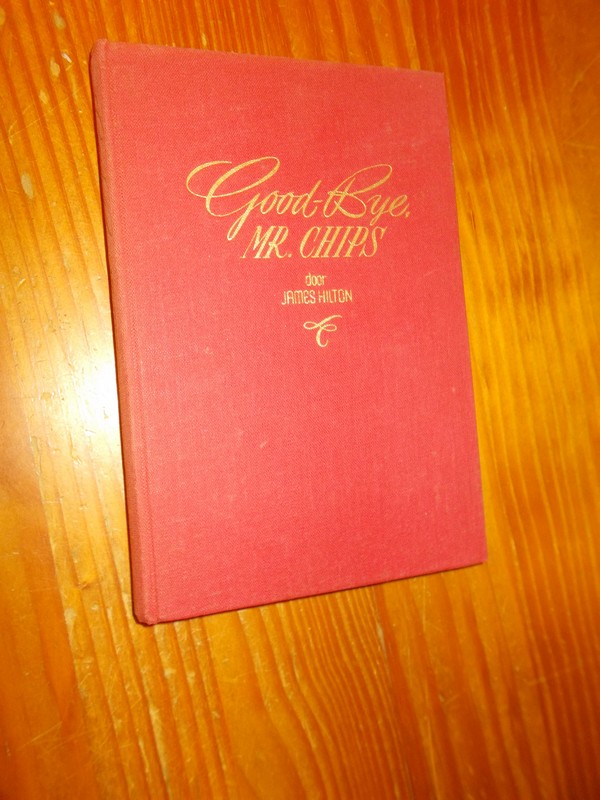 Good-Bye,
MR. CHIPS
door
JAMES HILTON